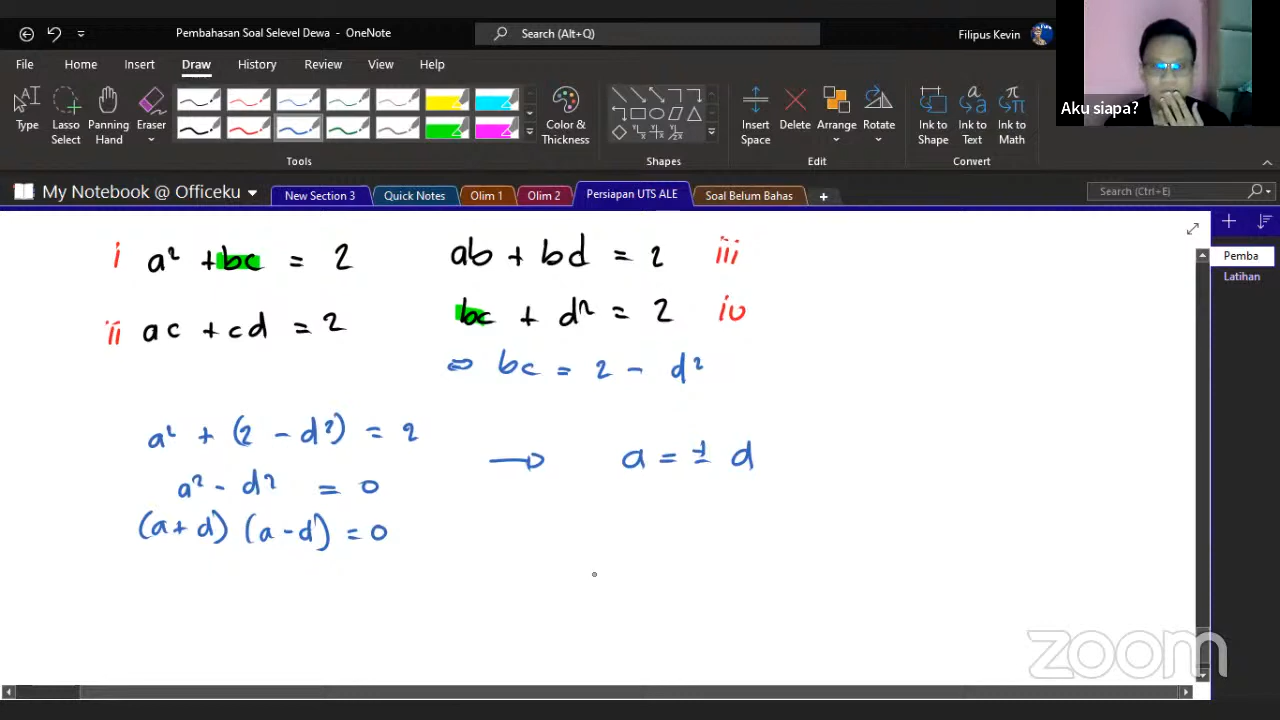 Pembahasan Soal Selevel Dewa - OneNote
Search (Alt+Q)
Filipus Kevin
File Home Insert Draw History Review View Help
Aku siapa?
Type
Lasso Select
Panning Hand
Eraser
Color & Thickness
Insert Space
Delete
Arrange
Rotate
Ink to Shape
Ink to Text
Ink to Math
Tools
Shapes
Edit
Convert
My Notebook @ Officeku
New Section 3
Quick Notes
Olim 1
Olim 2
Persiapan UTS ALE
Soal Belum Bahas
Search (Ctrl+E)
Pemba
Latihan
i a² + bc = 2
ab + bd = 2 iii
ii ac + cd = 2
bc + d² = 2 iv
⇔ bc = 2 - d²
a² + (2 - d²) = 2
a² - d² = 0
→ a = ± d
(a + d) (a - d) = 0
zoom